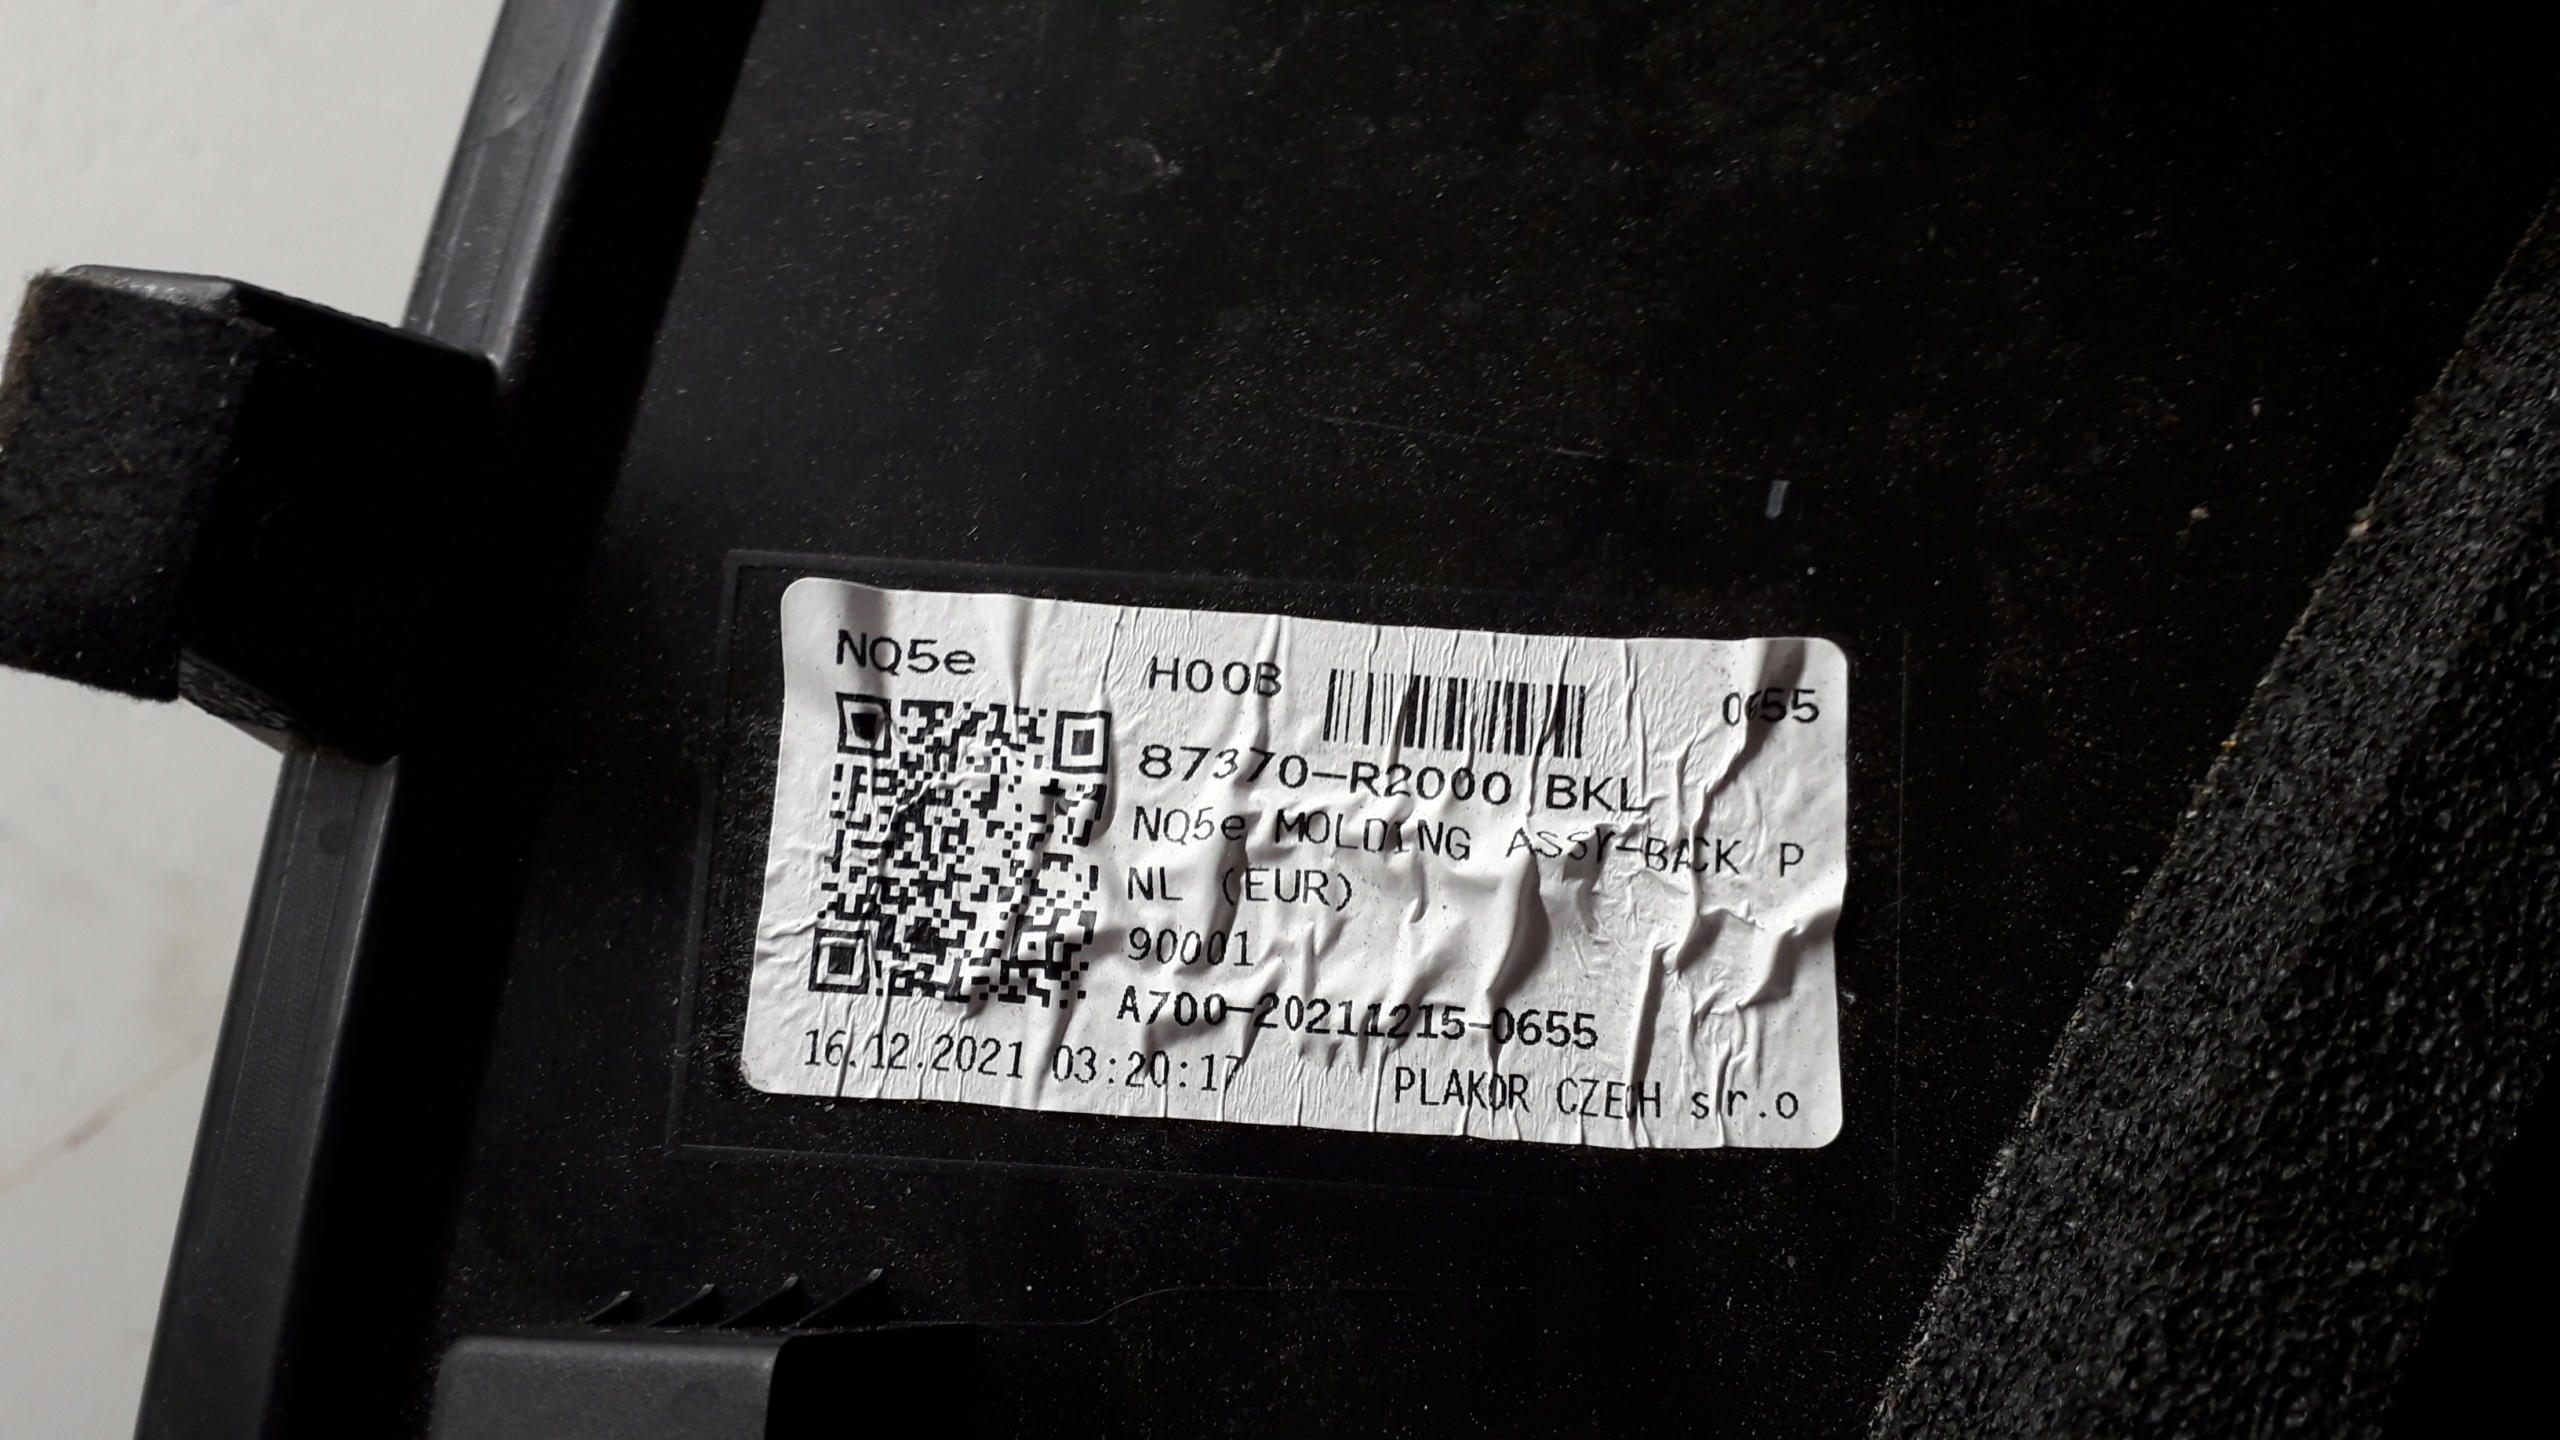 NQ5e H00B 0655
87370-R2000 BKL
NQ5e MOLDING ASSY-BACK P
NL (EUR)
90001
A700-20211215-0655
16.12.2021 03:20:17 PLAKOR CZECH s.r.o